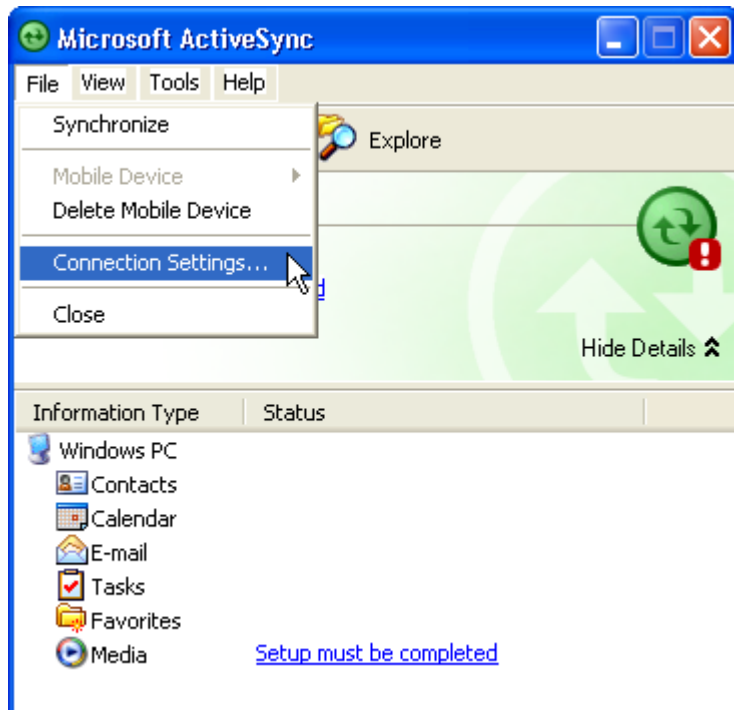 Microsoft ActiveSync
File View Tools Help
Synchronize
Explore
Mobile Device
Delete Mobile Device
Connection Settings...
Close
Hide Details
Information Type Status
Windows PC
Contacts
Calendar
E-mail
Tasks
Favorites
Media Setup must be completed